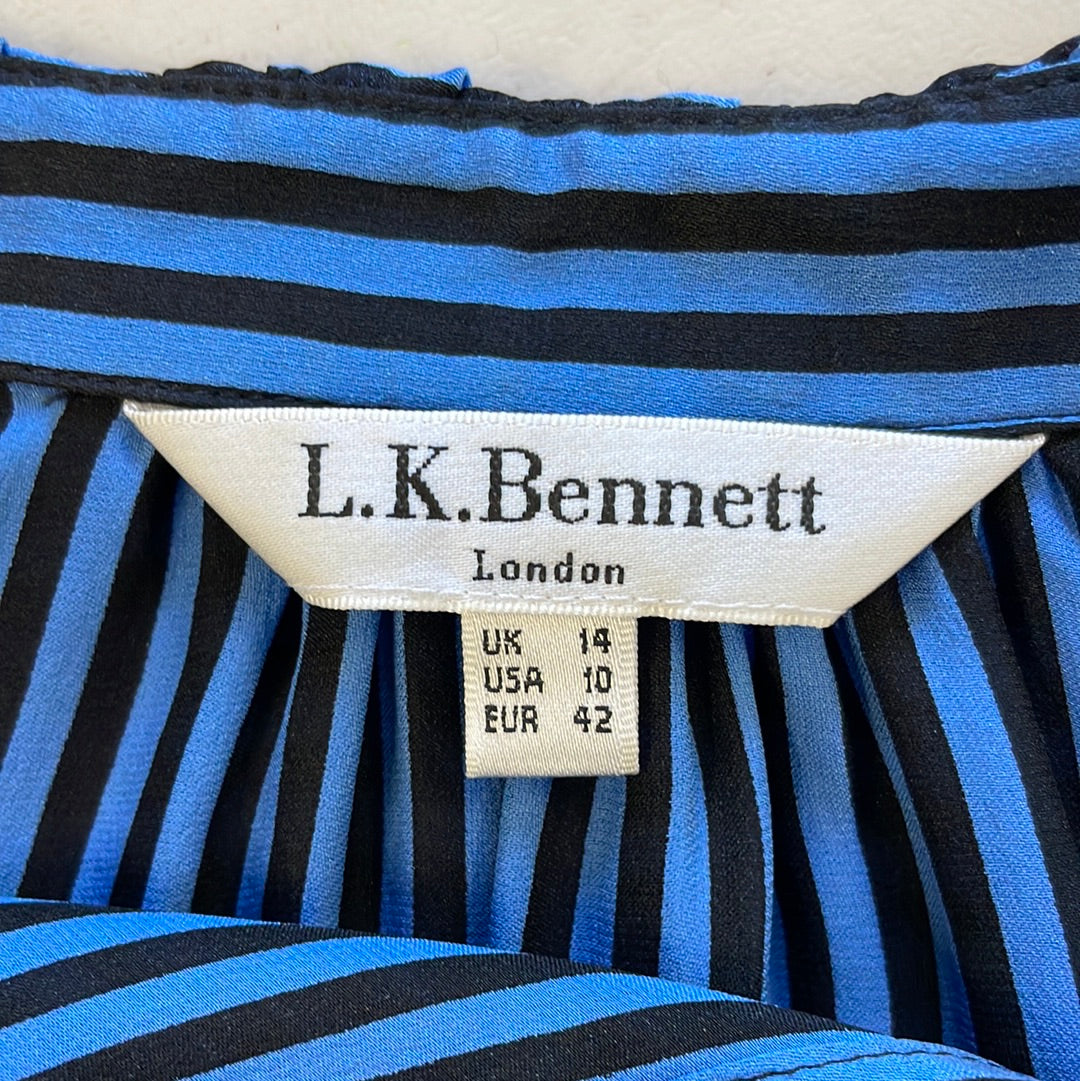 L.K.Bennett
London
UK 14
USA 10
EUR 42